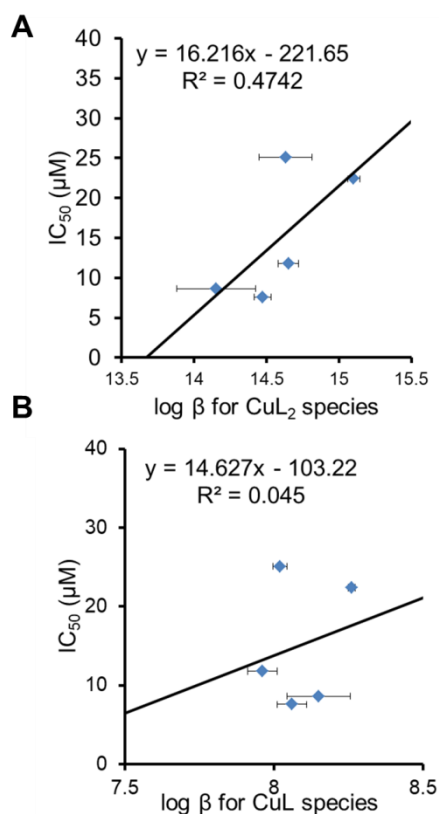 A
y = 16.216x - 221.65
R² = 0.4742
IC₅₀ (µM)
40
35
30
25
20
15
10
5
0
13.5 14 14.5 15 15.5
log β for CuL₂ species
B
y = 14.627x - 103.22
R² = 0.045
IC₅₀ (µM)
40
30
20
10
0
7.5 8 8.5
log β for CuL species